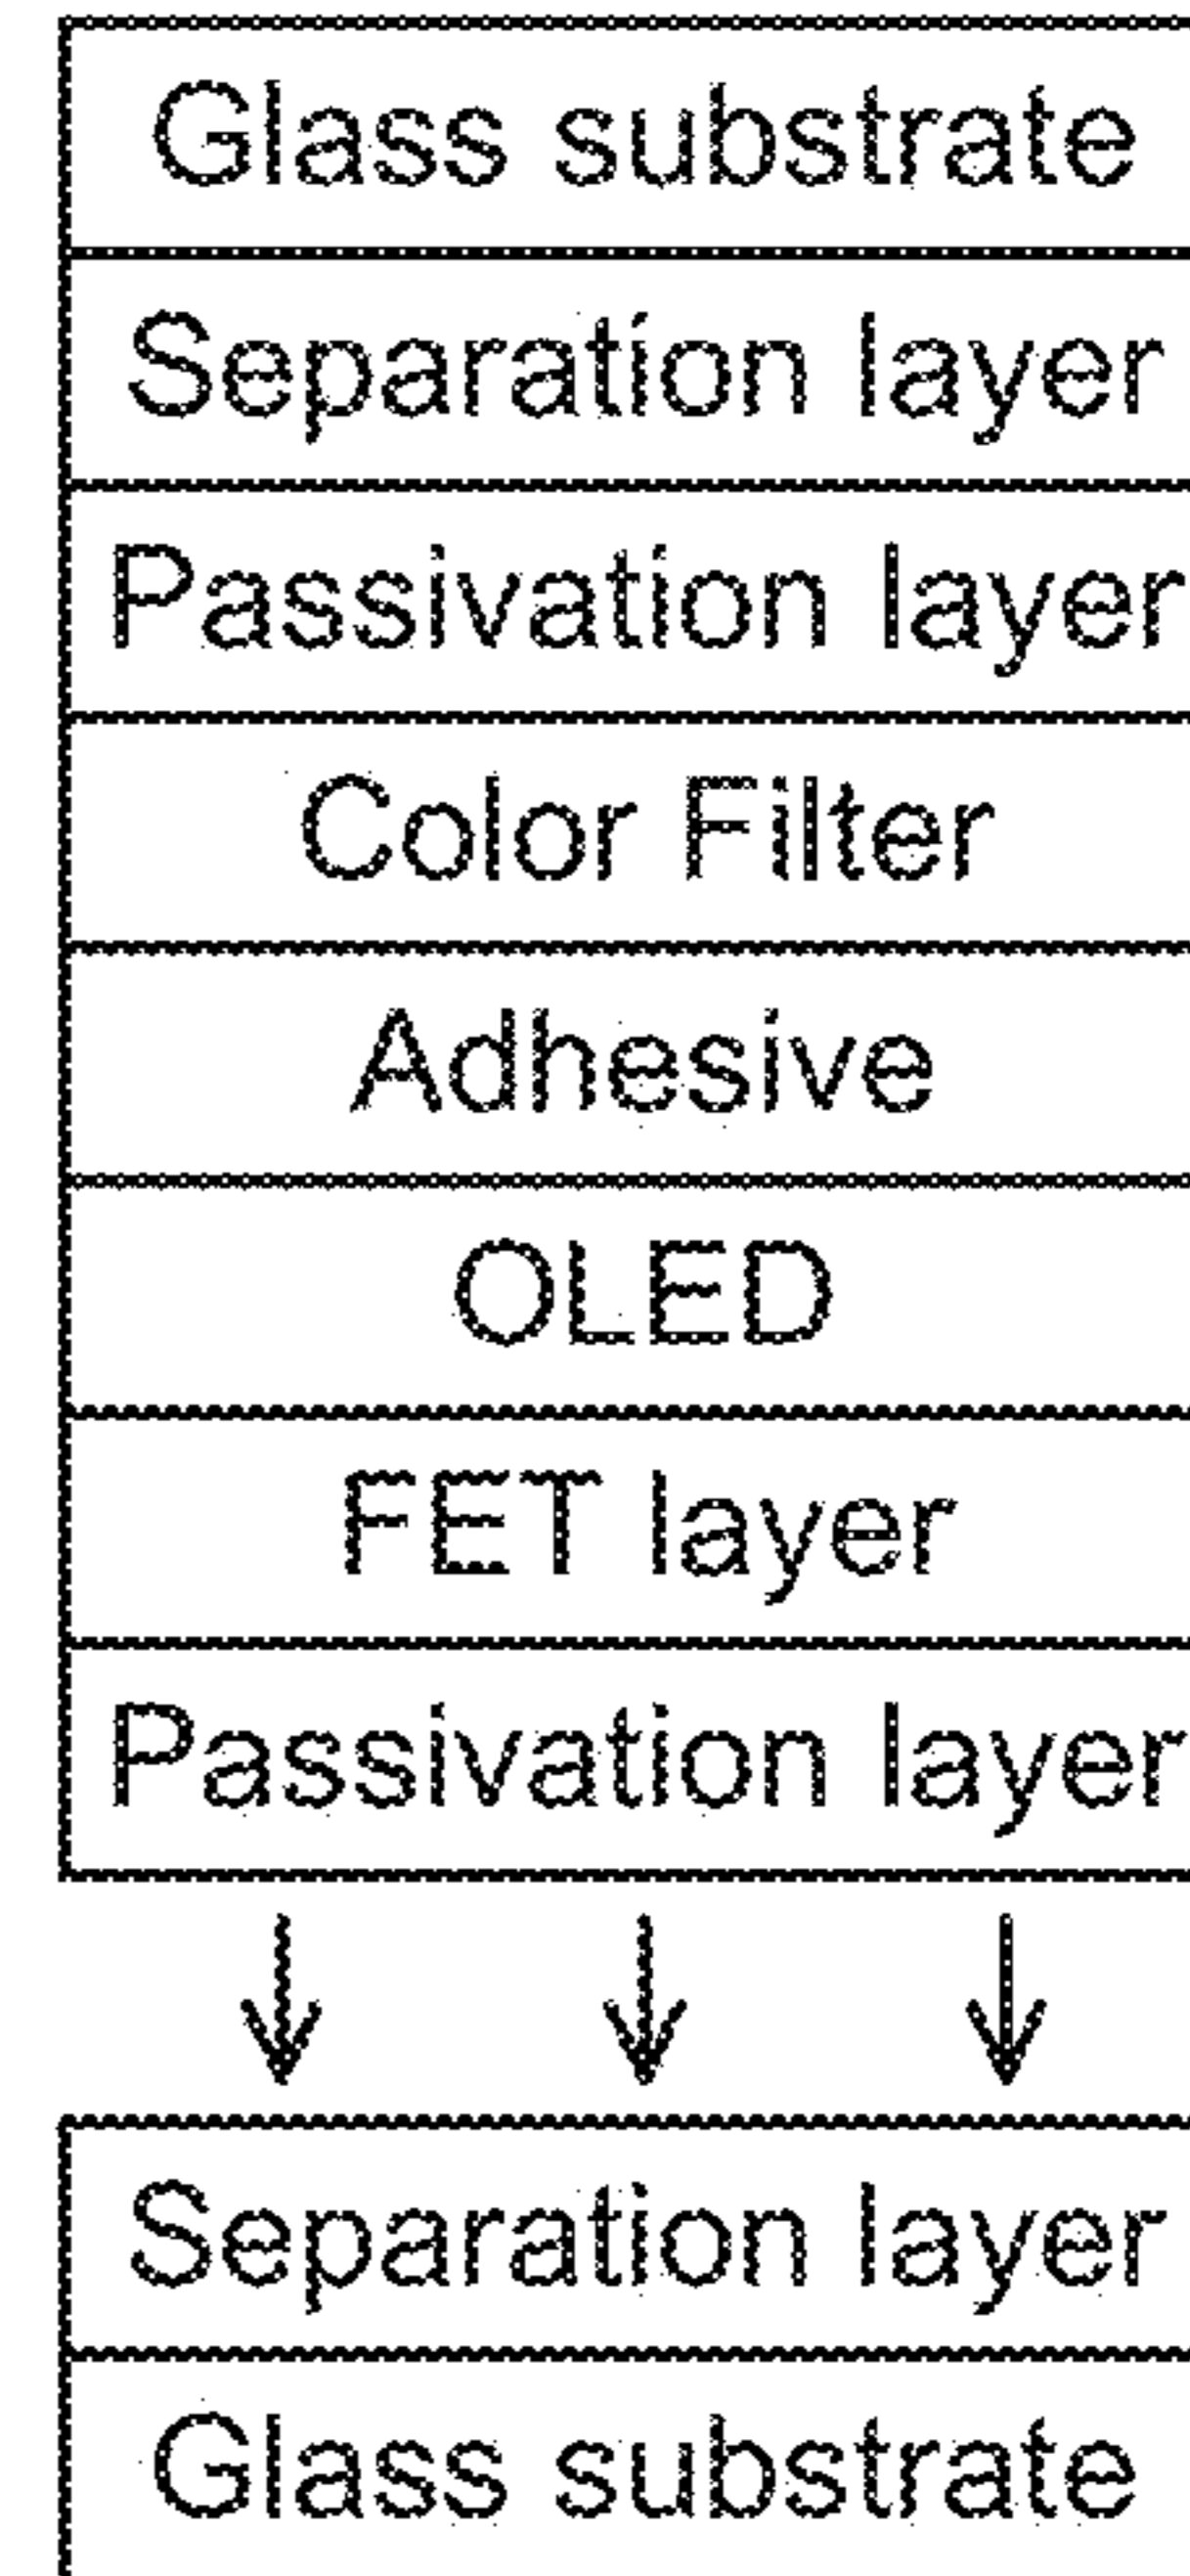 Glass substrate
Separation layer
Passivation layer
Color Filter
Adhesive
OLED
FET layer
Passivation layer
Separation layer
Glass substrate